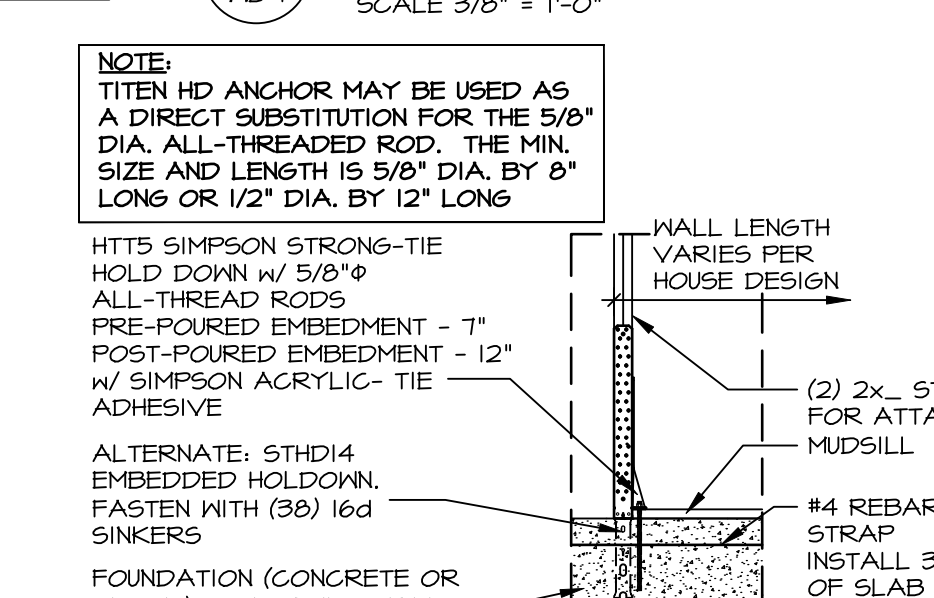 SCALE 3/8" = 1'-0"
NOTE:
TITEN HD ANCHOR MAY BE USED AS
A DIRECT SUBSTITUTION FOR THE 5/8"
DIA. ALL-THREADED ROD. THE MIN.
SIZE AND LENGTH IS 5/8" DIA. BY 8"
LONG OR 1/2" DIA. BY 12" LONG
HTT5 SIMPSON STRONG-TIE
HOLD DOWN w/ 5/8"Φ
ALL-THREAD RODS
PRE-POURED EMBEDMENT - 7"
POST-POURED EMBEDMENT - 12"
w/ SIMPSON ACRYLIC- TIE
ADHESIVE
ALTERNATE: STHD14
EMBEDDED HOLDOWN.
FASTEN WITH (38) 16d
SINKERS
FOUNDATION (CONCRETE OR
WALL LENGTH
VARIES PER
HOUSE DESIGN
(2) 2x_ ST
FOR ATTA
MUDSILL
#4 REBAR
STRAP
INSTALL 3
OF SLAB